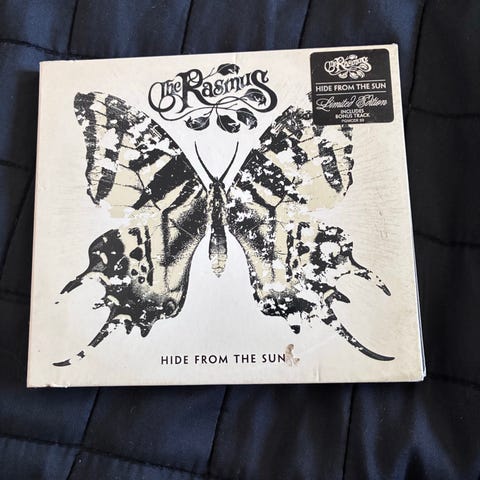 The Rasmus
The Rasmus
HIDE FROM THE SUN
Limited Edition
INCLUDES
BONUS TRACK
HIDE FROM THE SUN